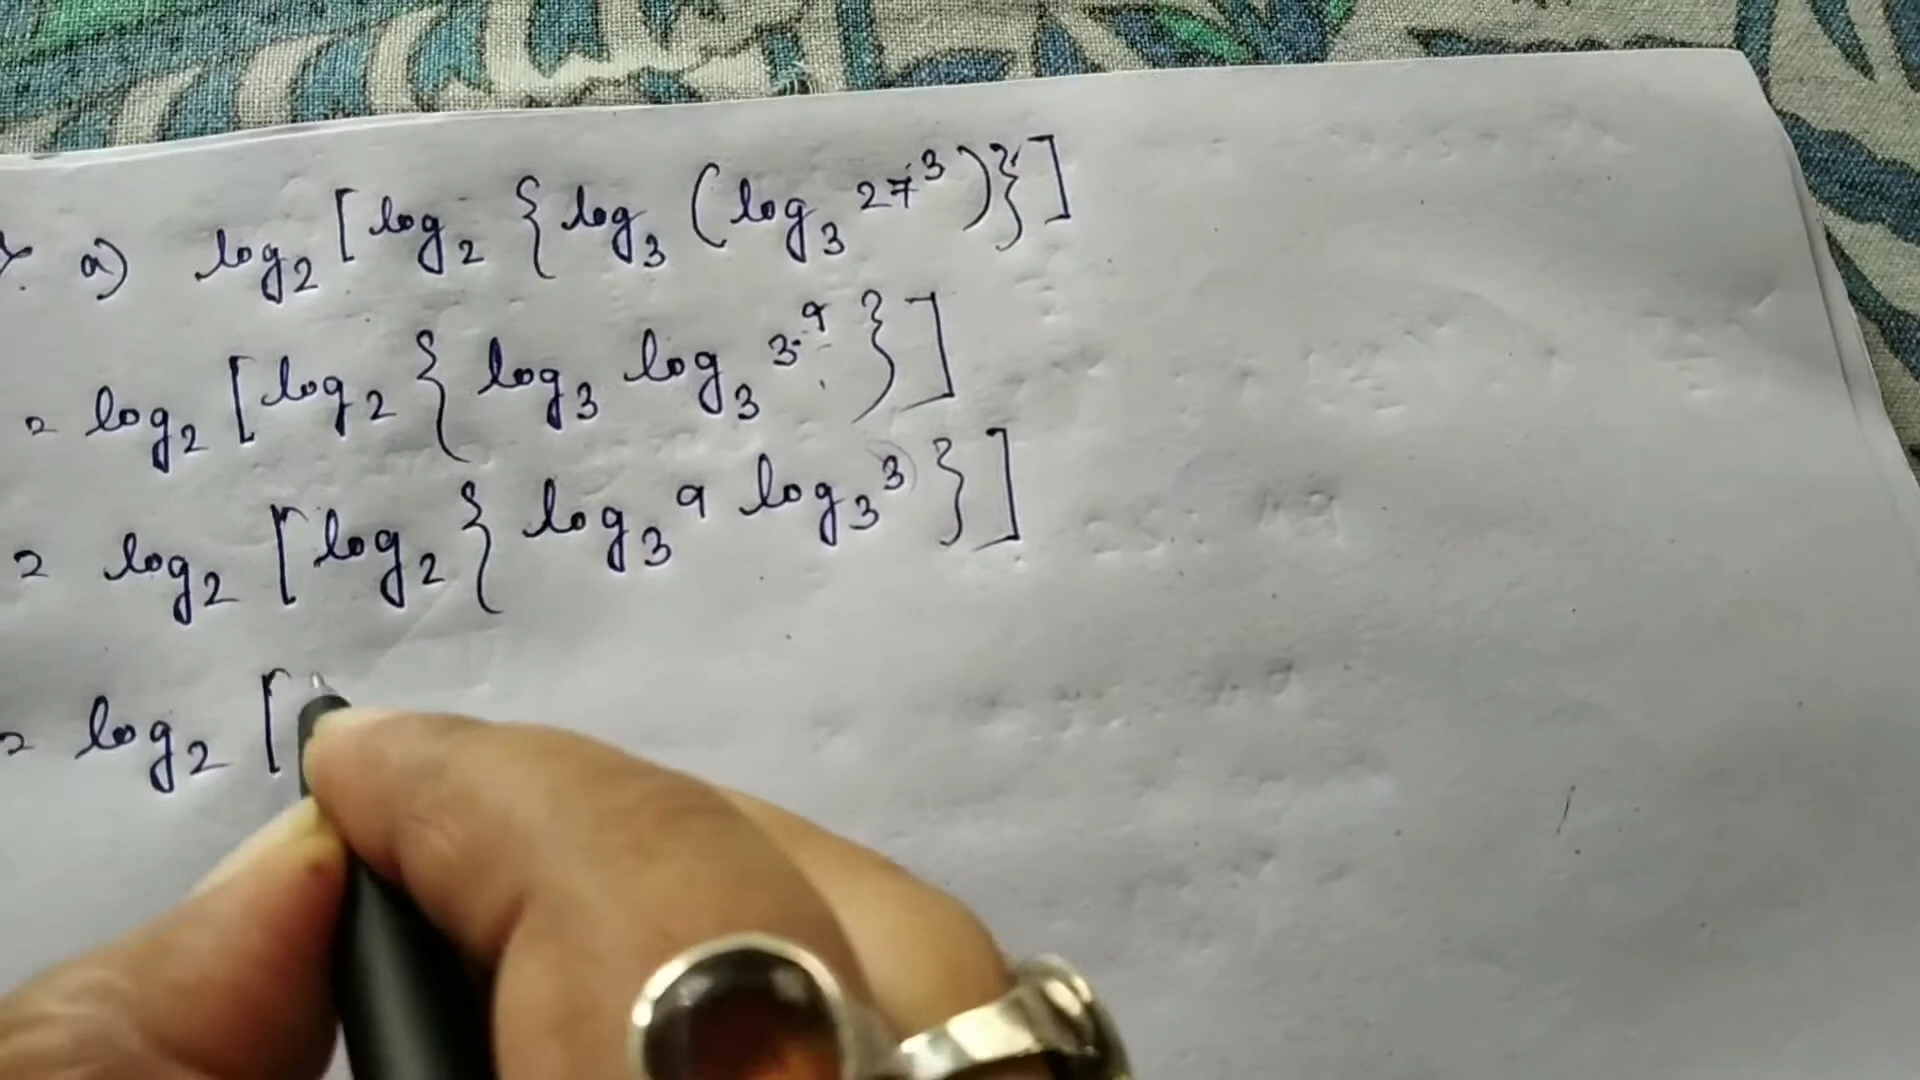 a) log₂ [log₂ {log₃ (log₃ 27³)}]
= log₂ [log₂ {log₃ log₃ 3⁹}]
= log₂ [log₂ {log₃ 9 log₃ 3}]
= log₂ [